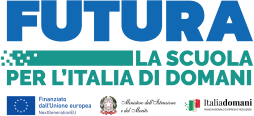 FUTURA
LA SCUOLA
PER L'ITALIA DI DOMANI
Finanziato
dall'Unione europea
NextGenerationEU
Ministero dell'Istruzione
e del Merito
Italiadomani